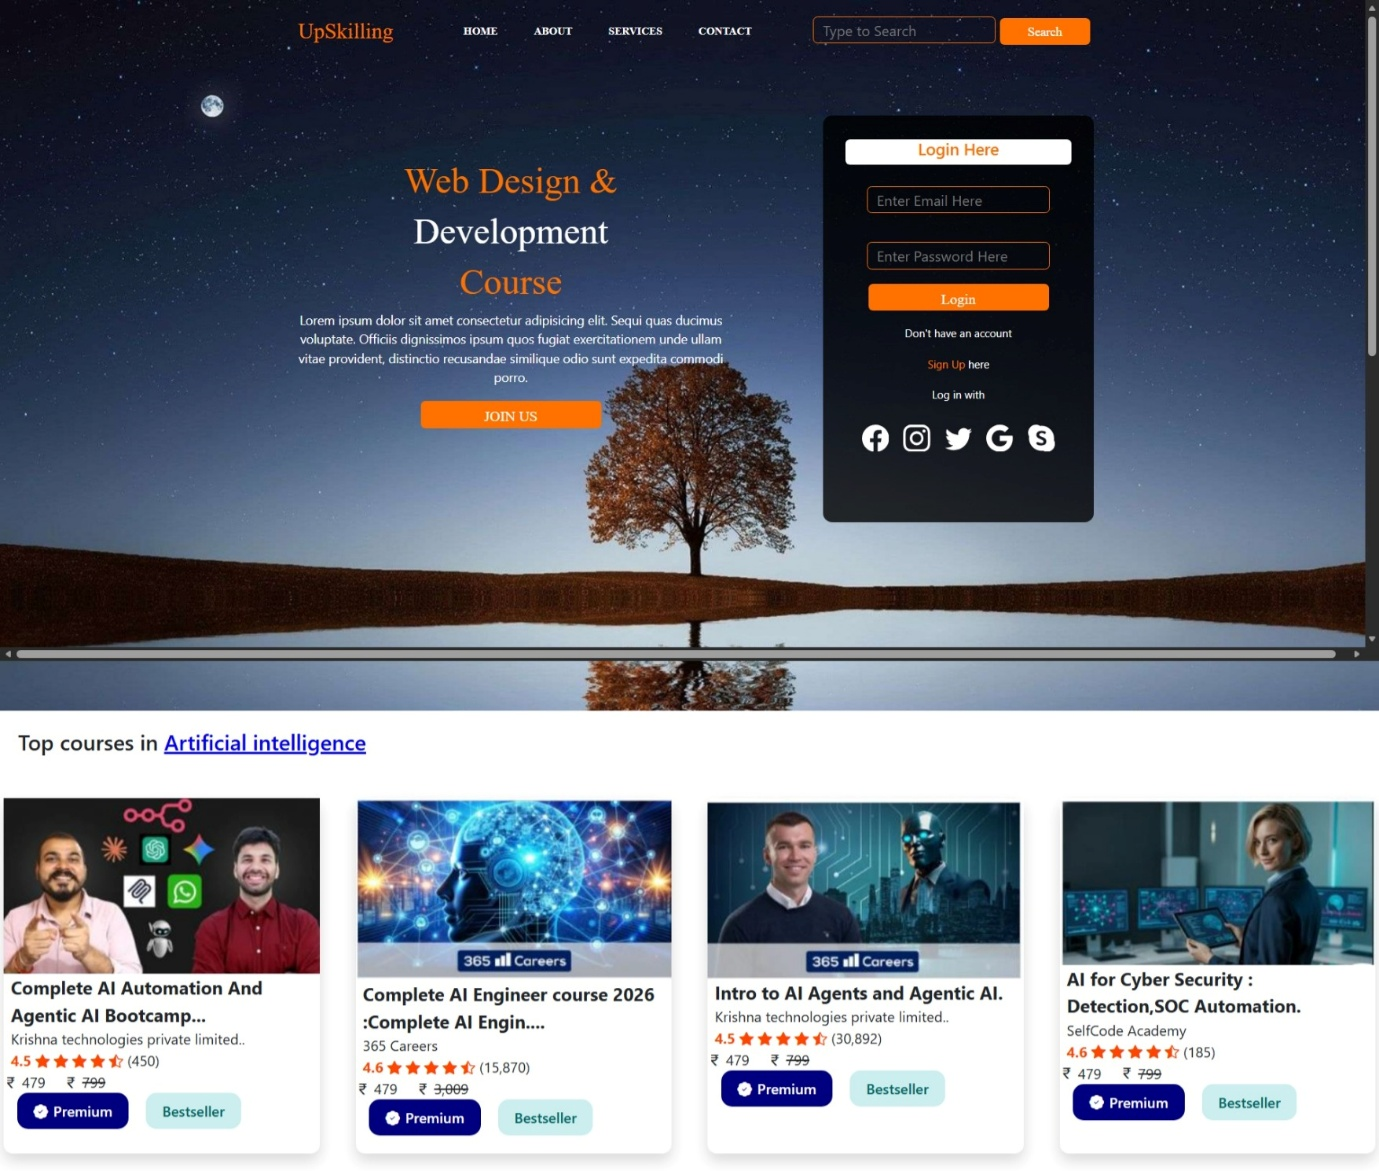 UpSkilling HOME ABOUT SERVICES CONTACT Type to Search Search
Web Design &
Development
Course
Lorem ipsum dolor sit amet consectetur adipisicing elit. Sequi quas ducimus
voluptate. Officiis dignissimos ipsum quos fugiat exercitationem unde ullam
vitae provident, distinctio recusandae similique odio sunt expedita commodi
porro.
JOIN US
Login Here
Enter Email Here
Enter Password Here
Login
Don't have an account
Sign Up here
Log in with
Top courses in Artificial intelligence
Complete AI Automation And
Agentic AI Bootcamp...
Krishna technologies private limited..
4.5 (450)
₹ 479 ₹ 799
Premium Bestseller
365 Careers
Complete AI Engineer course 2026
:Complete AI Engin....
365 Careers
4.6 (15,870)
₹ 479 ₹ 3,009
Premium Bestseller
365 Careers
Intro to AI Agents and Agentic AI.
Krishna technologies private limited..
4.5 (30,892)
₹ 479 ₹ 799
Premium Bestseller
AI for Cyber Security :
Detection,SOC Automation.
SelfCode Academy
4.6 (185)
₹ 479 ₹ 799
Premium Bestseller